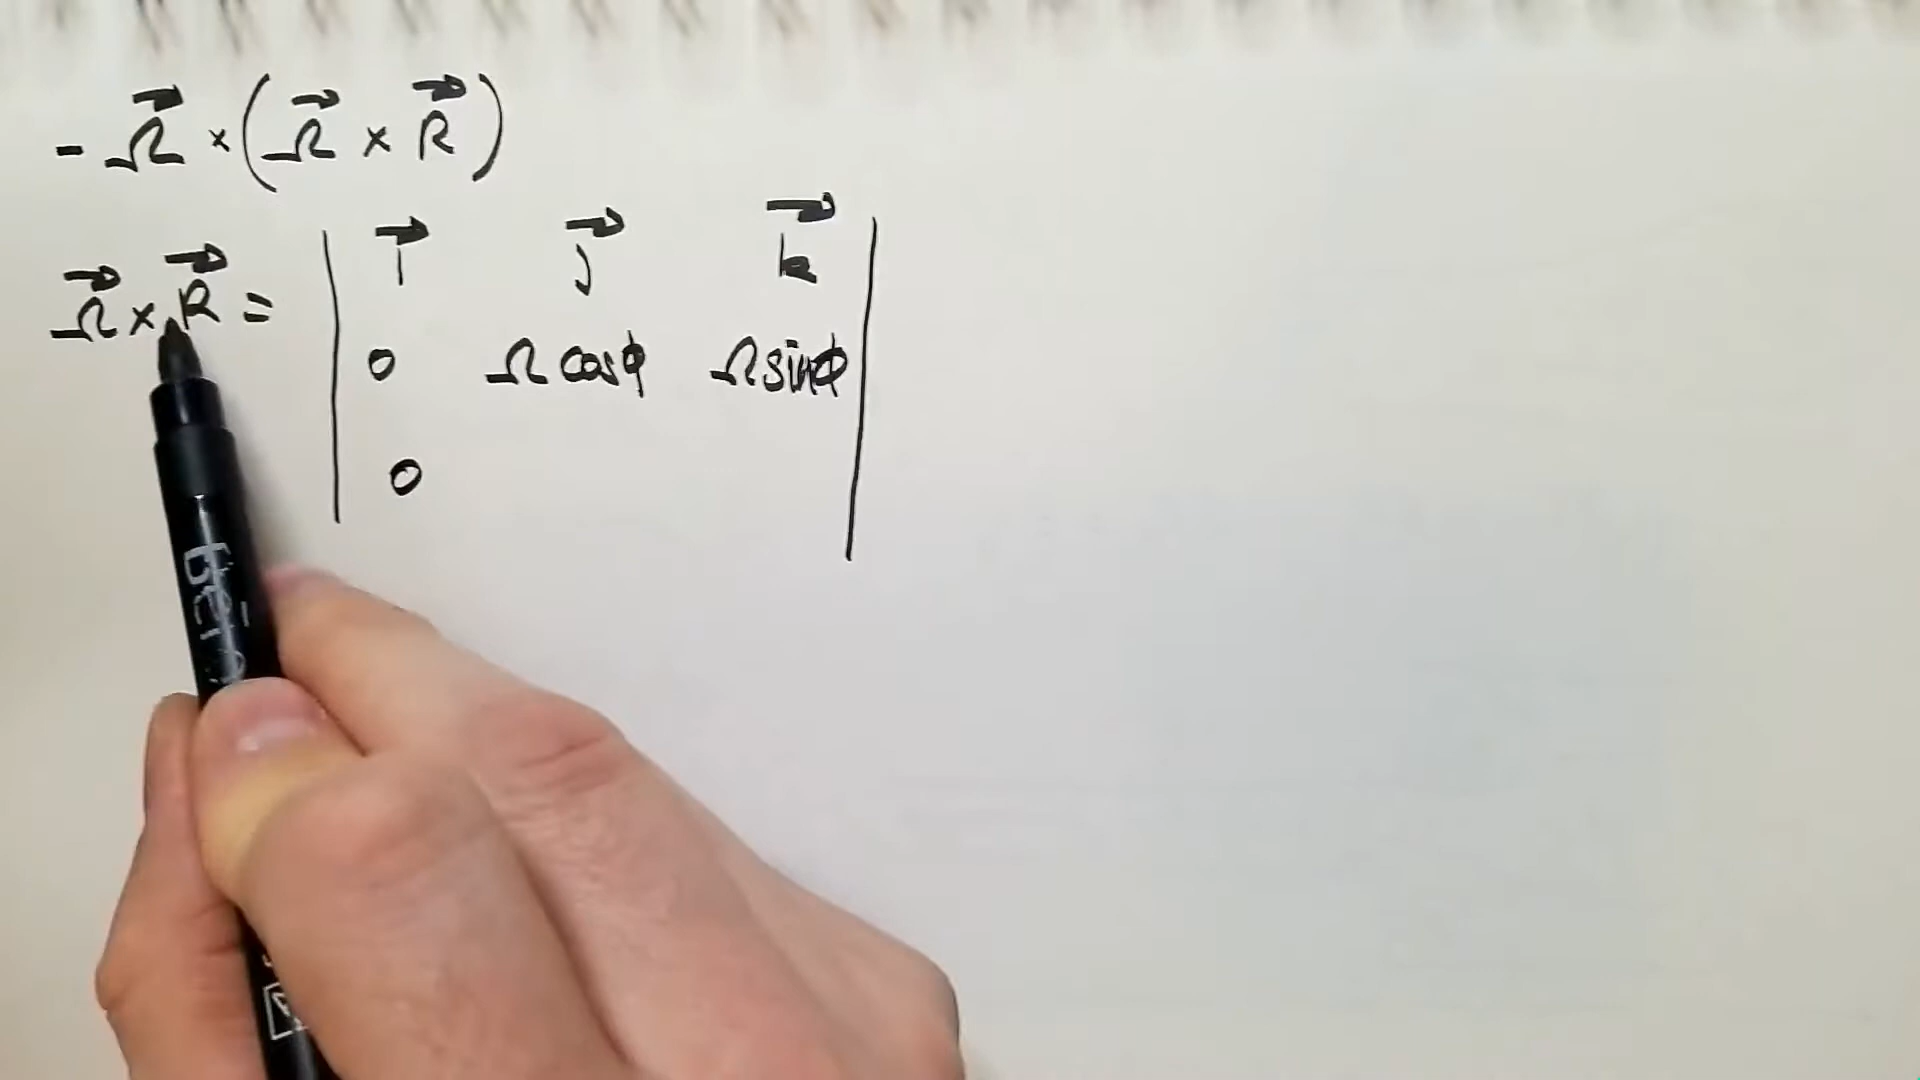 - Ω⃗ × (Ω⃗ × R⃗)
Ω⃗ × R⃗ = | i⃗ j⃗ k⃗ |
| 0 Ω cosϕ Ω sinϕ |
| 0 |